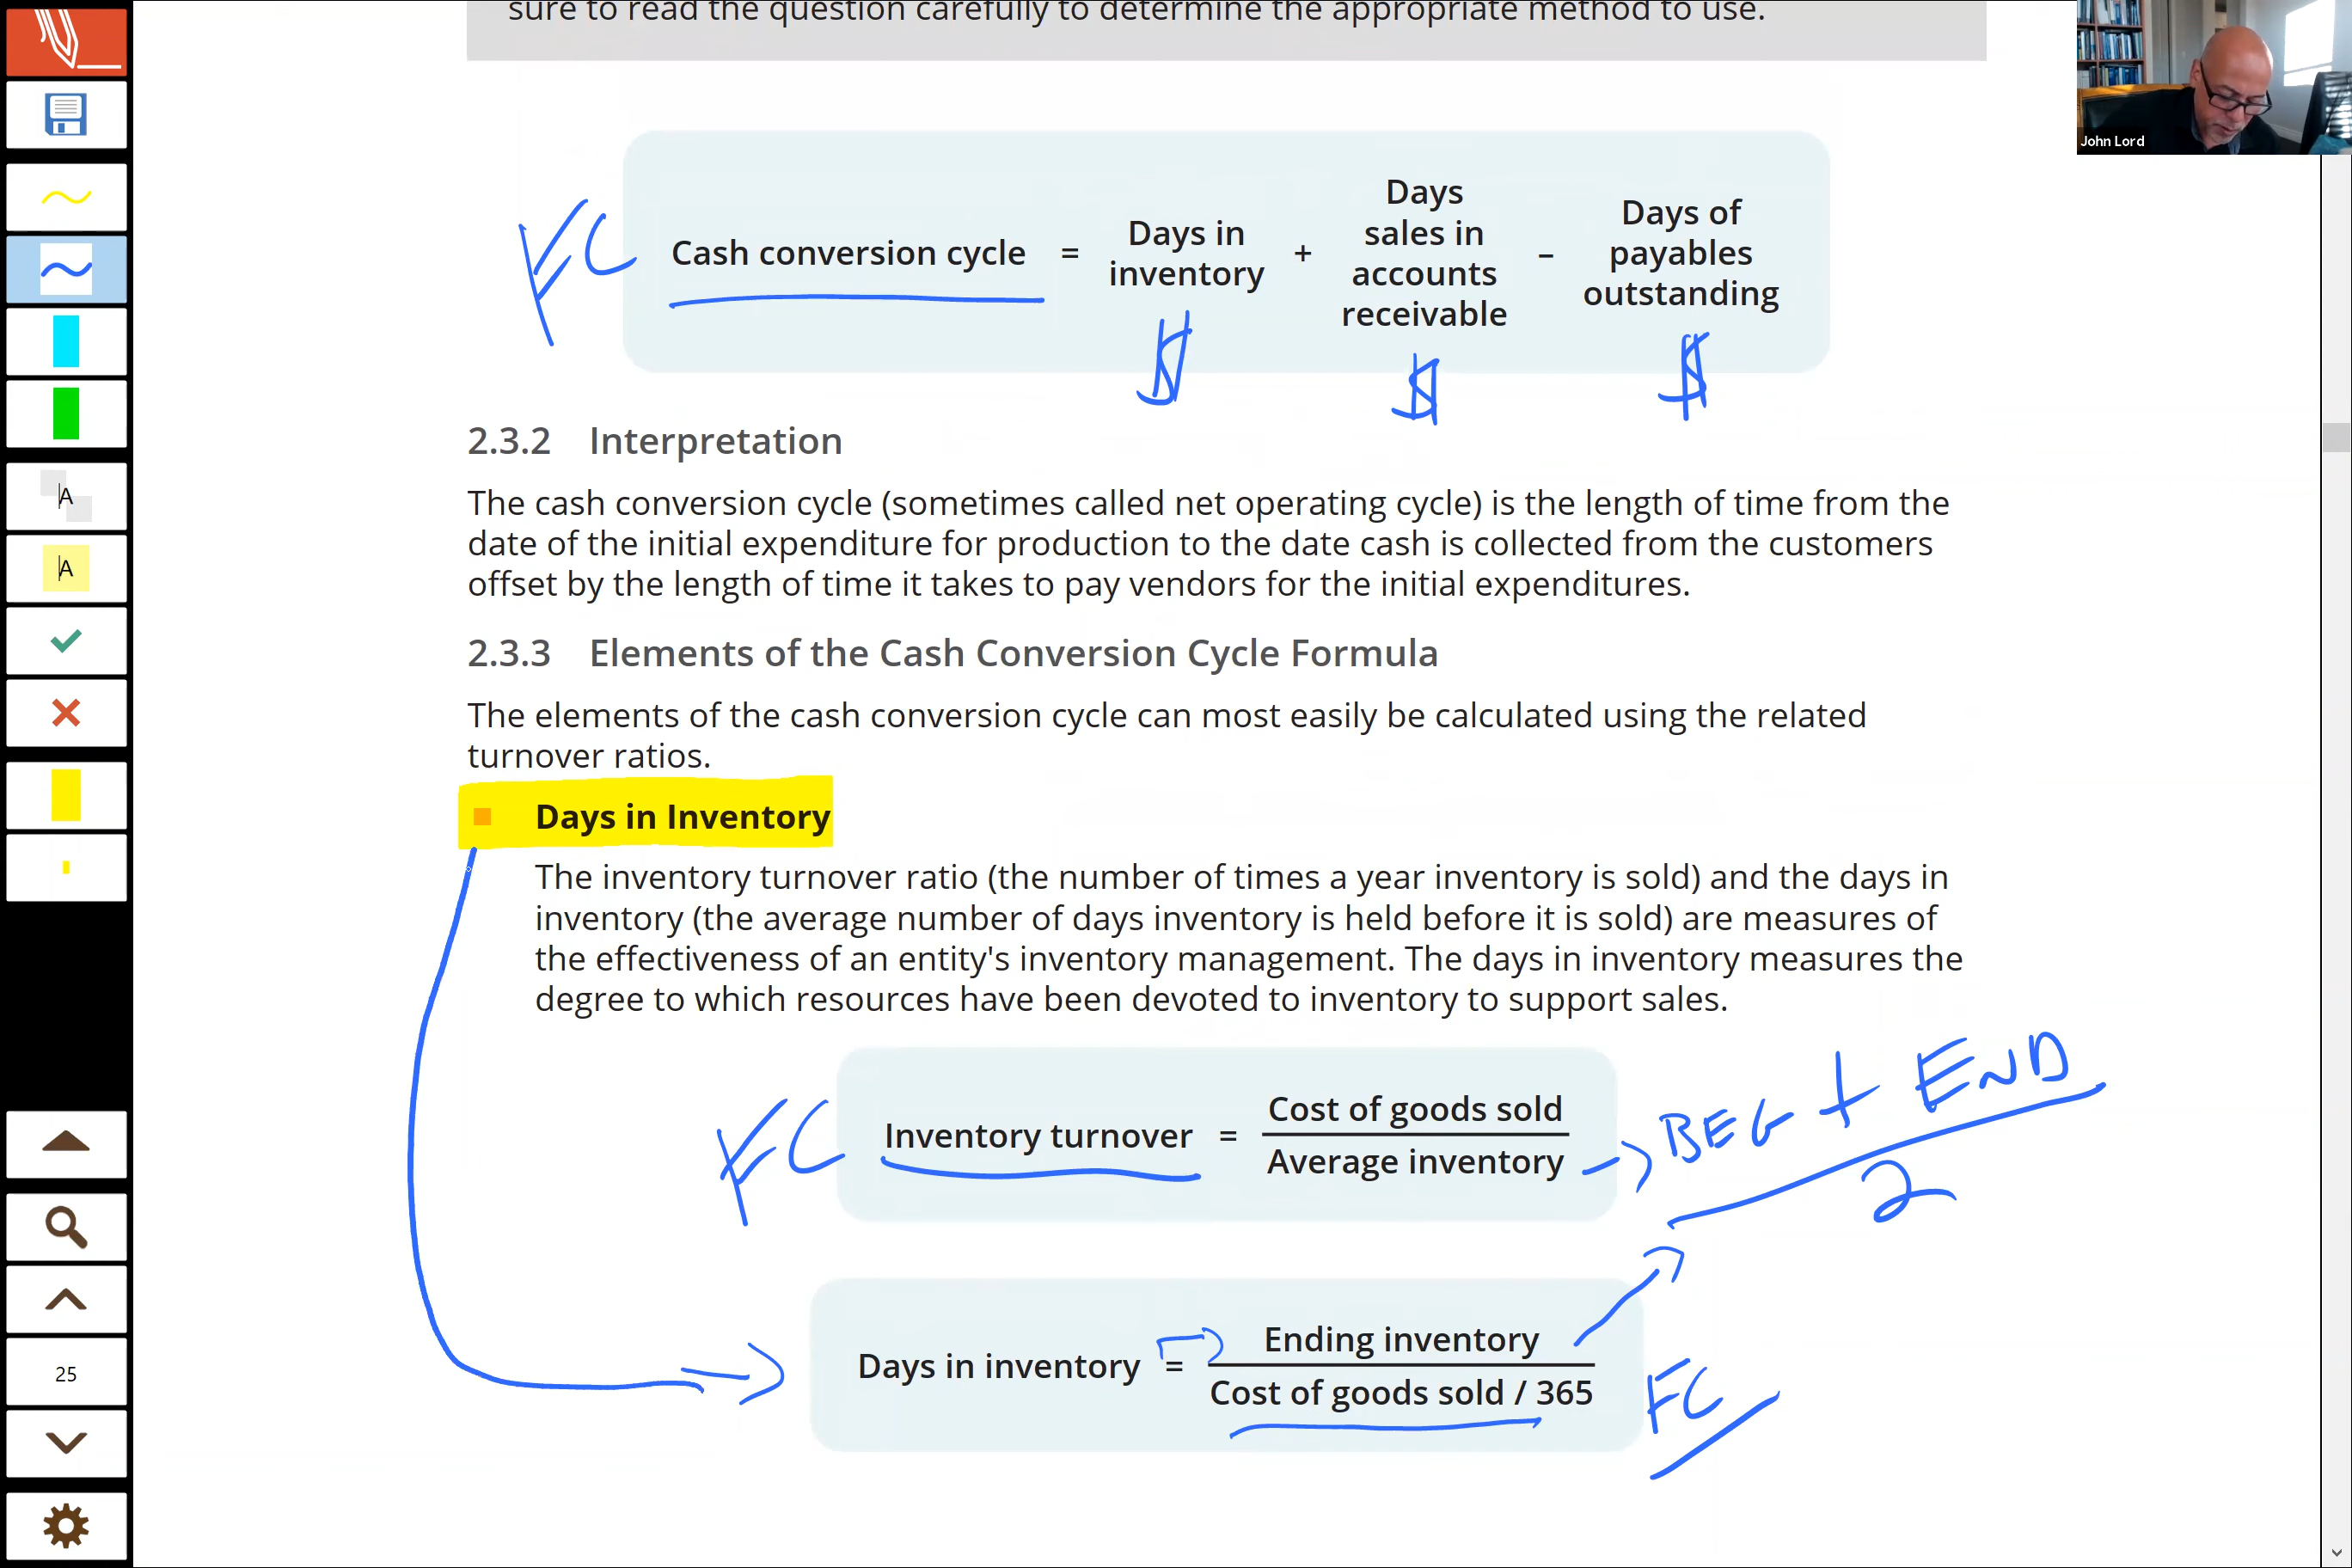 sure to read the question carefully to determine the appropriate method to use.
John Lord
FC
Cash conversion cycle = Days in inventory + Days sales in accounts receivable – Days of payables outstanding
$ $ $
2.3.2 Interpretation
The cash conversion cycle (sometimes called net operating cycle) is the length of time from the
date of the initial expenditure for production to the date cash is collected from the customers
offset by the length of time it takes to pay vendors for the initial expenditures.
2.3.3 Elements of the Cash Conversion Cycle Formula
The elements of the cash conversion cycle can most easily be calculated using the related
turnover ratios.
Days in Inventory
The inventory turnover ratio (the number of times a year inventory is sold) and the days in
inventory (the average number of days inventory is held before it is sold) are measures of
the effectiveness of an entity's inventory management. The days in inventory measures the
degree to which resources have been devoted to inventory to support sales.
FC
Inventory turnover =
Cost of goods sold
Average inventory
BEG + END
2
Days in inventory =
Ending inventory
Cost of goods sold / 365
FC
A
A
25